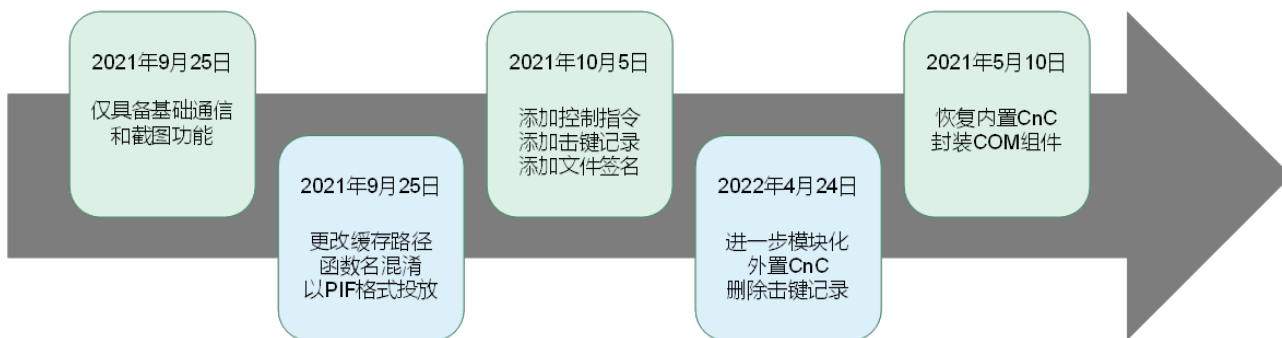 2021年9月25日
仅具备基础通信
和截图功能
2021年9月25日
更改缓存路径
函数名混淆
以PIF格式投放
2021年10月5日
添加控制指令
添加击键记录
添加文件签名
2022年4月24日
进一步模块化
外置CnC
删除击键记录
2021年5月10日
恢复内置CnC
封装COM组件